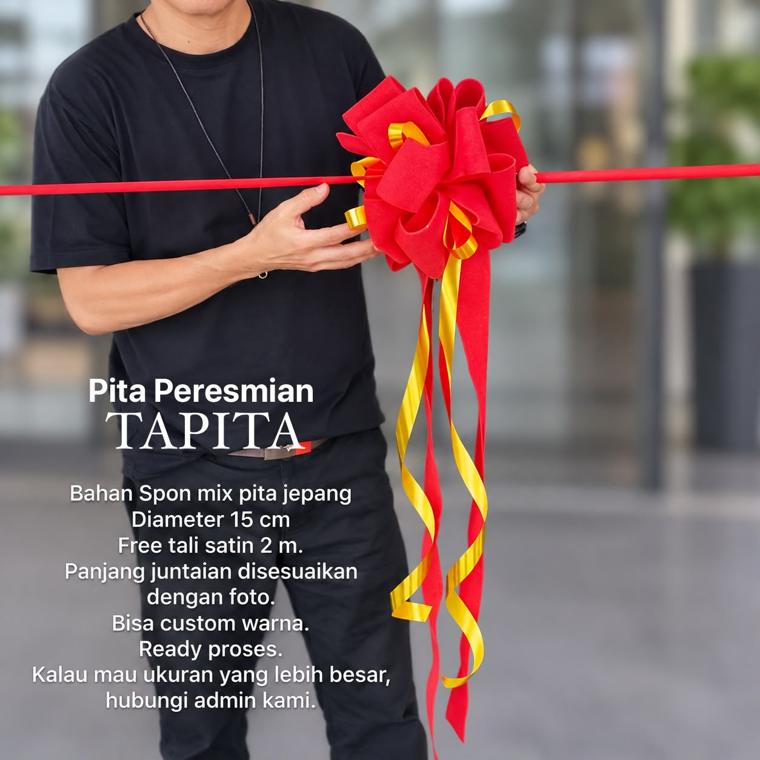 Pita Peresmian
TAPITA
Bahan Spon mix pita jepang
Diameter 15 cm
Free tali satin 2 m.
Panjang juntaian disesuaikan
dengan foto.
Bisa custom warna.
Ready proses.
Kalau mau ukuran yang lebih besar,
hubungi admin kami.